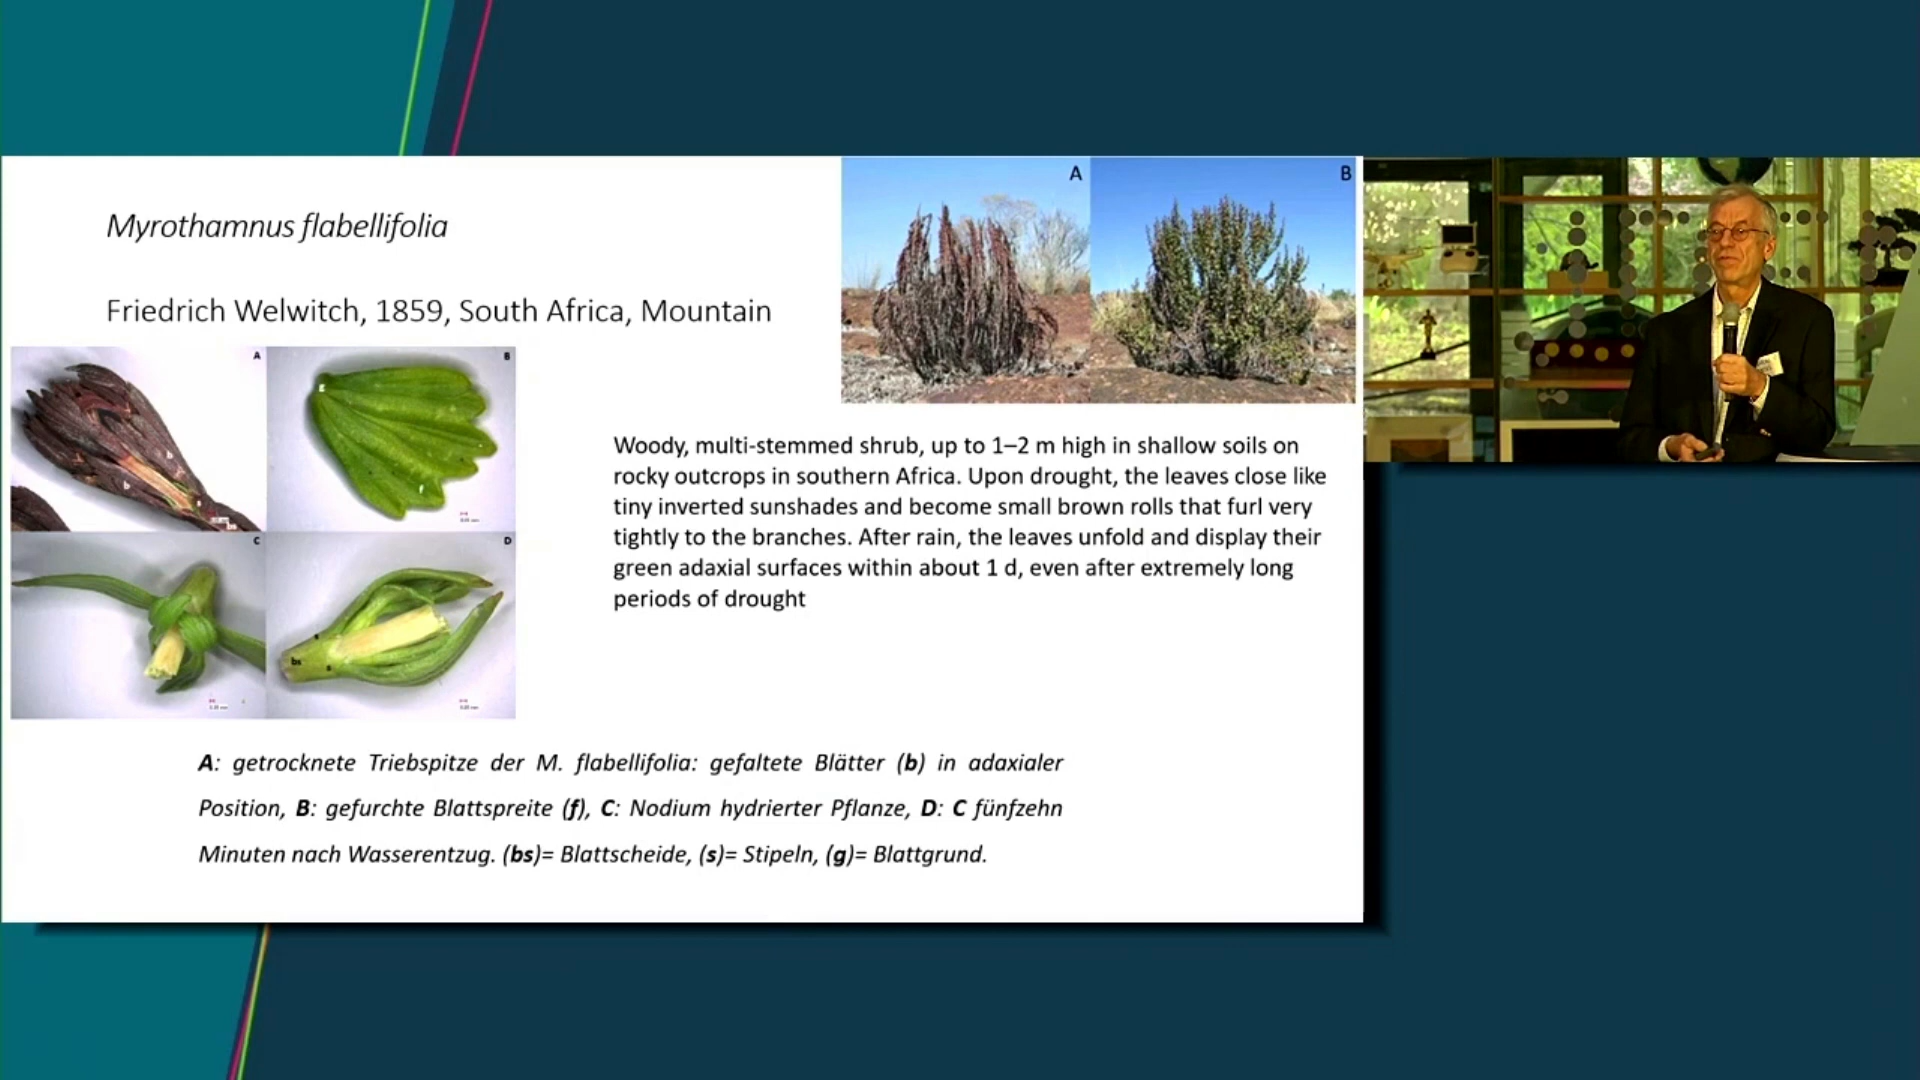 Myrothamnus flabellifolia
Friedrich Welwitch, 1859, South Africa, Mountain
A
B
A
b
b
s
bs
B
g
f
C
D
s
bs
s
Woody, multi-stemmed shrub, up to 1–2 m high in shallow soils on
rocky outcrops in southern Africa. Upon drought, the leaves close like
tiny inverted sunshades and become small brown rolls that furl very
tightly to the branches. After rain, the leaves unfold and display their
green adaxial surfaces within about 1 d, even after extremely long
periods of drought
A: getrocknete Triebspitze der M. flabellifolia: gefaltete Blätter (b) in adaxialer
Position, B: gefurchte Blattspreite (f), C: Nodium hydrierter Pflanze, D: C fünfzehn
Minuten nach Wasserentzug. (bs)= Blattscheide, (s)= Stipeln, (g)= Blattgrund.